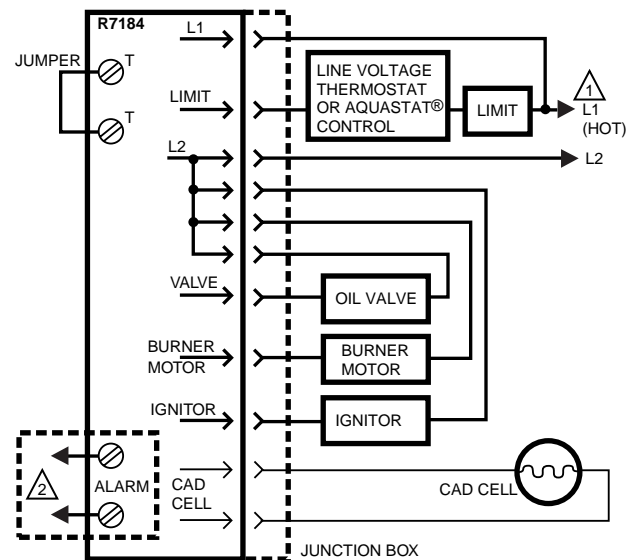 R7184
L1
JUMPER
T
T
LINE VOLTAGE
THERMOSTAT
OR AQUASTAT®
CONTROL
LIMIT
LIMIT
1
L1
(HOT)
L2
L2
VALVE
OIL VALVE
BURNER
MOTOR
BURNER
MOTOR
IGNITOR
IGNITOR
2
ALARM
CAD
CELL
CAD CELL
JUNCTION BOX